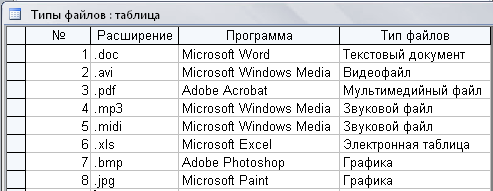 Типы файлов : таблица
№ Расширение Программа Тип файлов
1 .doc Microsoft Word Текстовый документ
2 .avi Microsoft Windows Media Видеофайл
3 .pdf Adobe Acrobat Мультимедийный файл
4 .mp3 Microsoft Windows Media Звуковой файл
5 .midi Microsoft Windows Media Звуковой файл
6 .xls Microsoft Excel Электронная таблица
7 .bmp Adobe Photoshop Графика
8 .jpg Microsoft Paint Графика